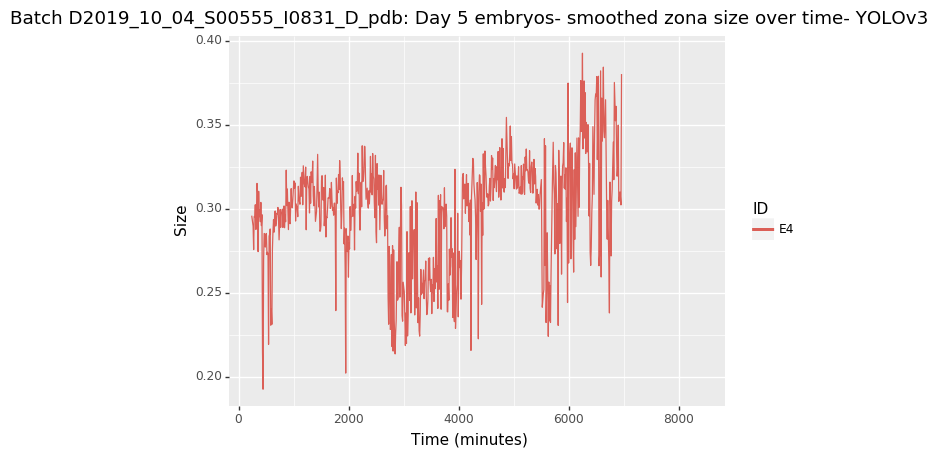 Batch D2019_10_04_S00555_I0831_D_pdb: Day 5 embryos- smoothed zona size over time- YOLOv3
0.40
0.35
0.30
0.25
0.20
Size
0
2000
4000
6000
8000
Time (minutes)
ID
E4